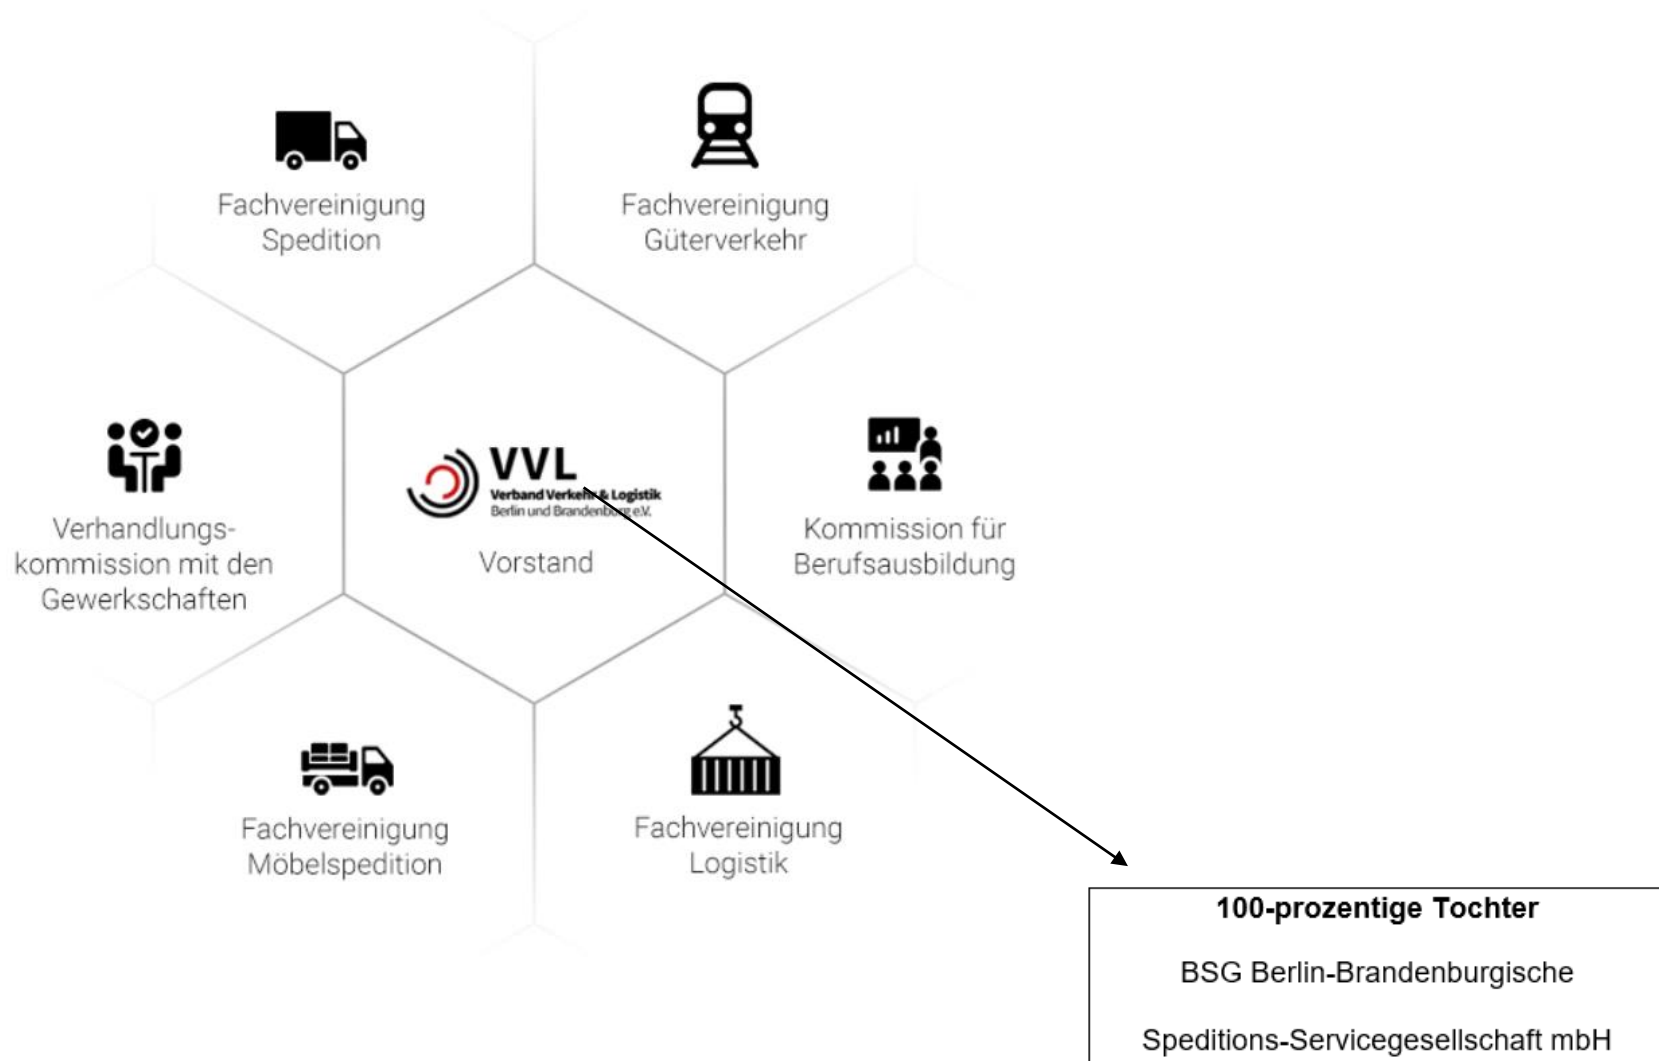 Fachvereinigung
Spedition
Fachvereinigung
Güterverkehr
Verhandlungs-
kommission mit den
Gewerkschaften
VVL
Verband Verkehr & Logistik
Berlin und Brandenburg e.V.
Vorstand
Kommission für
Berufsausbildung
Fachvereinigung
Möbelspedition
Fachvereinigung
Logistik
100-prozentige Tochter
BSG Berlin-Brandenburgische
Speditions-Servicegesellschaft mbH